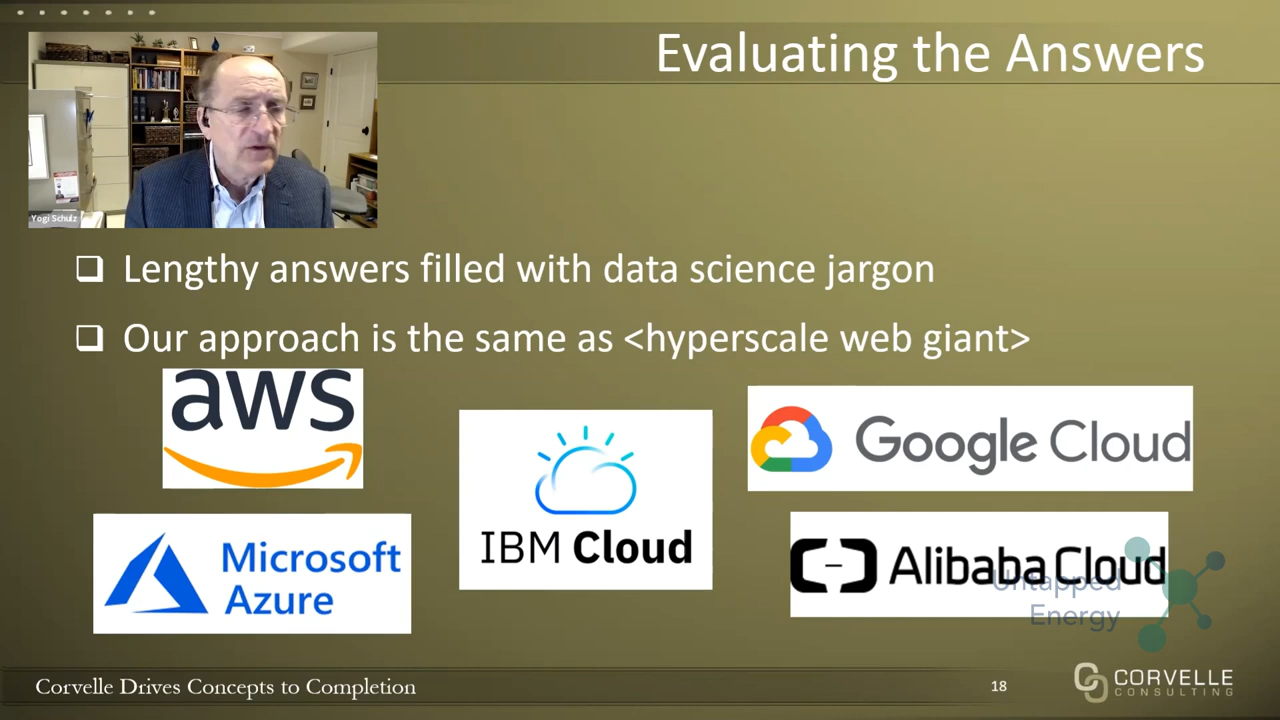 Evaluating the Answers
Yogi Schulz
Lengthy answers filled with data science jargon
Our approach is the same as <hyperscale web giant>
aws
Google Cloud
IBM Cloud
Microsoft
Azure
Alibaba Cloud
Untapped
Energy
Corvelle Drives Concepts to Completion
18
CORVELLE
CONSULTING